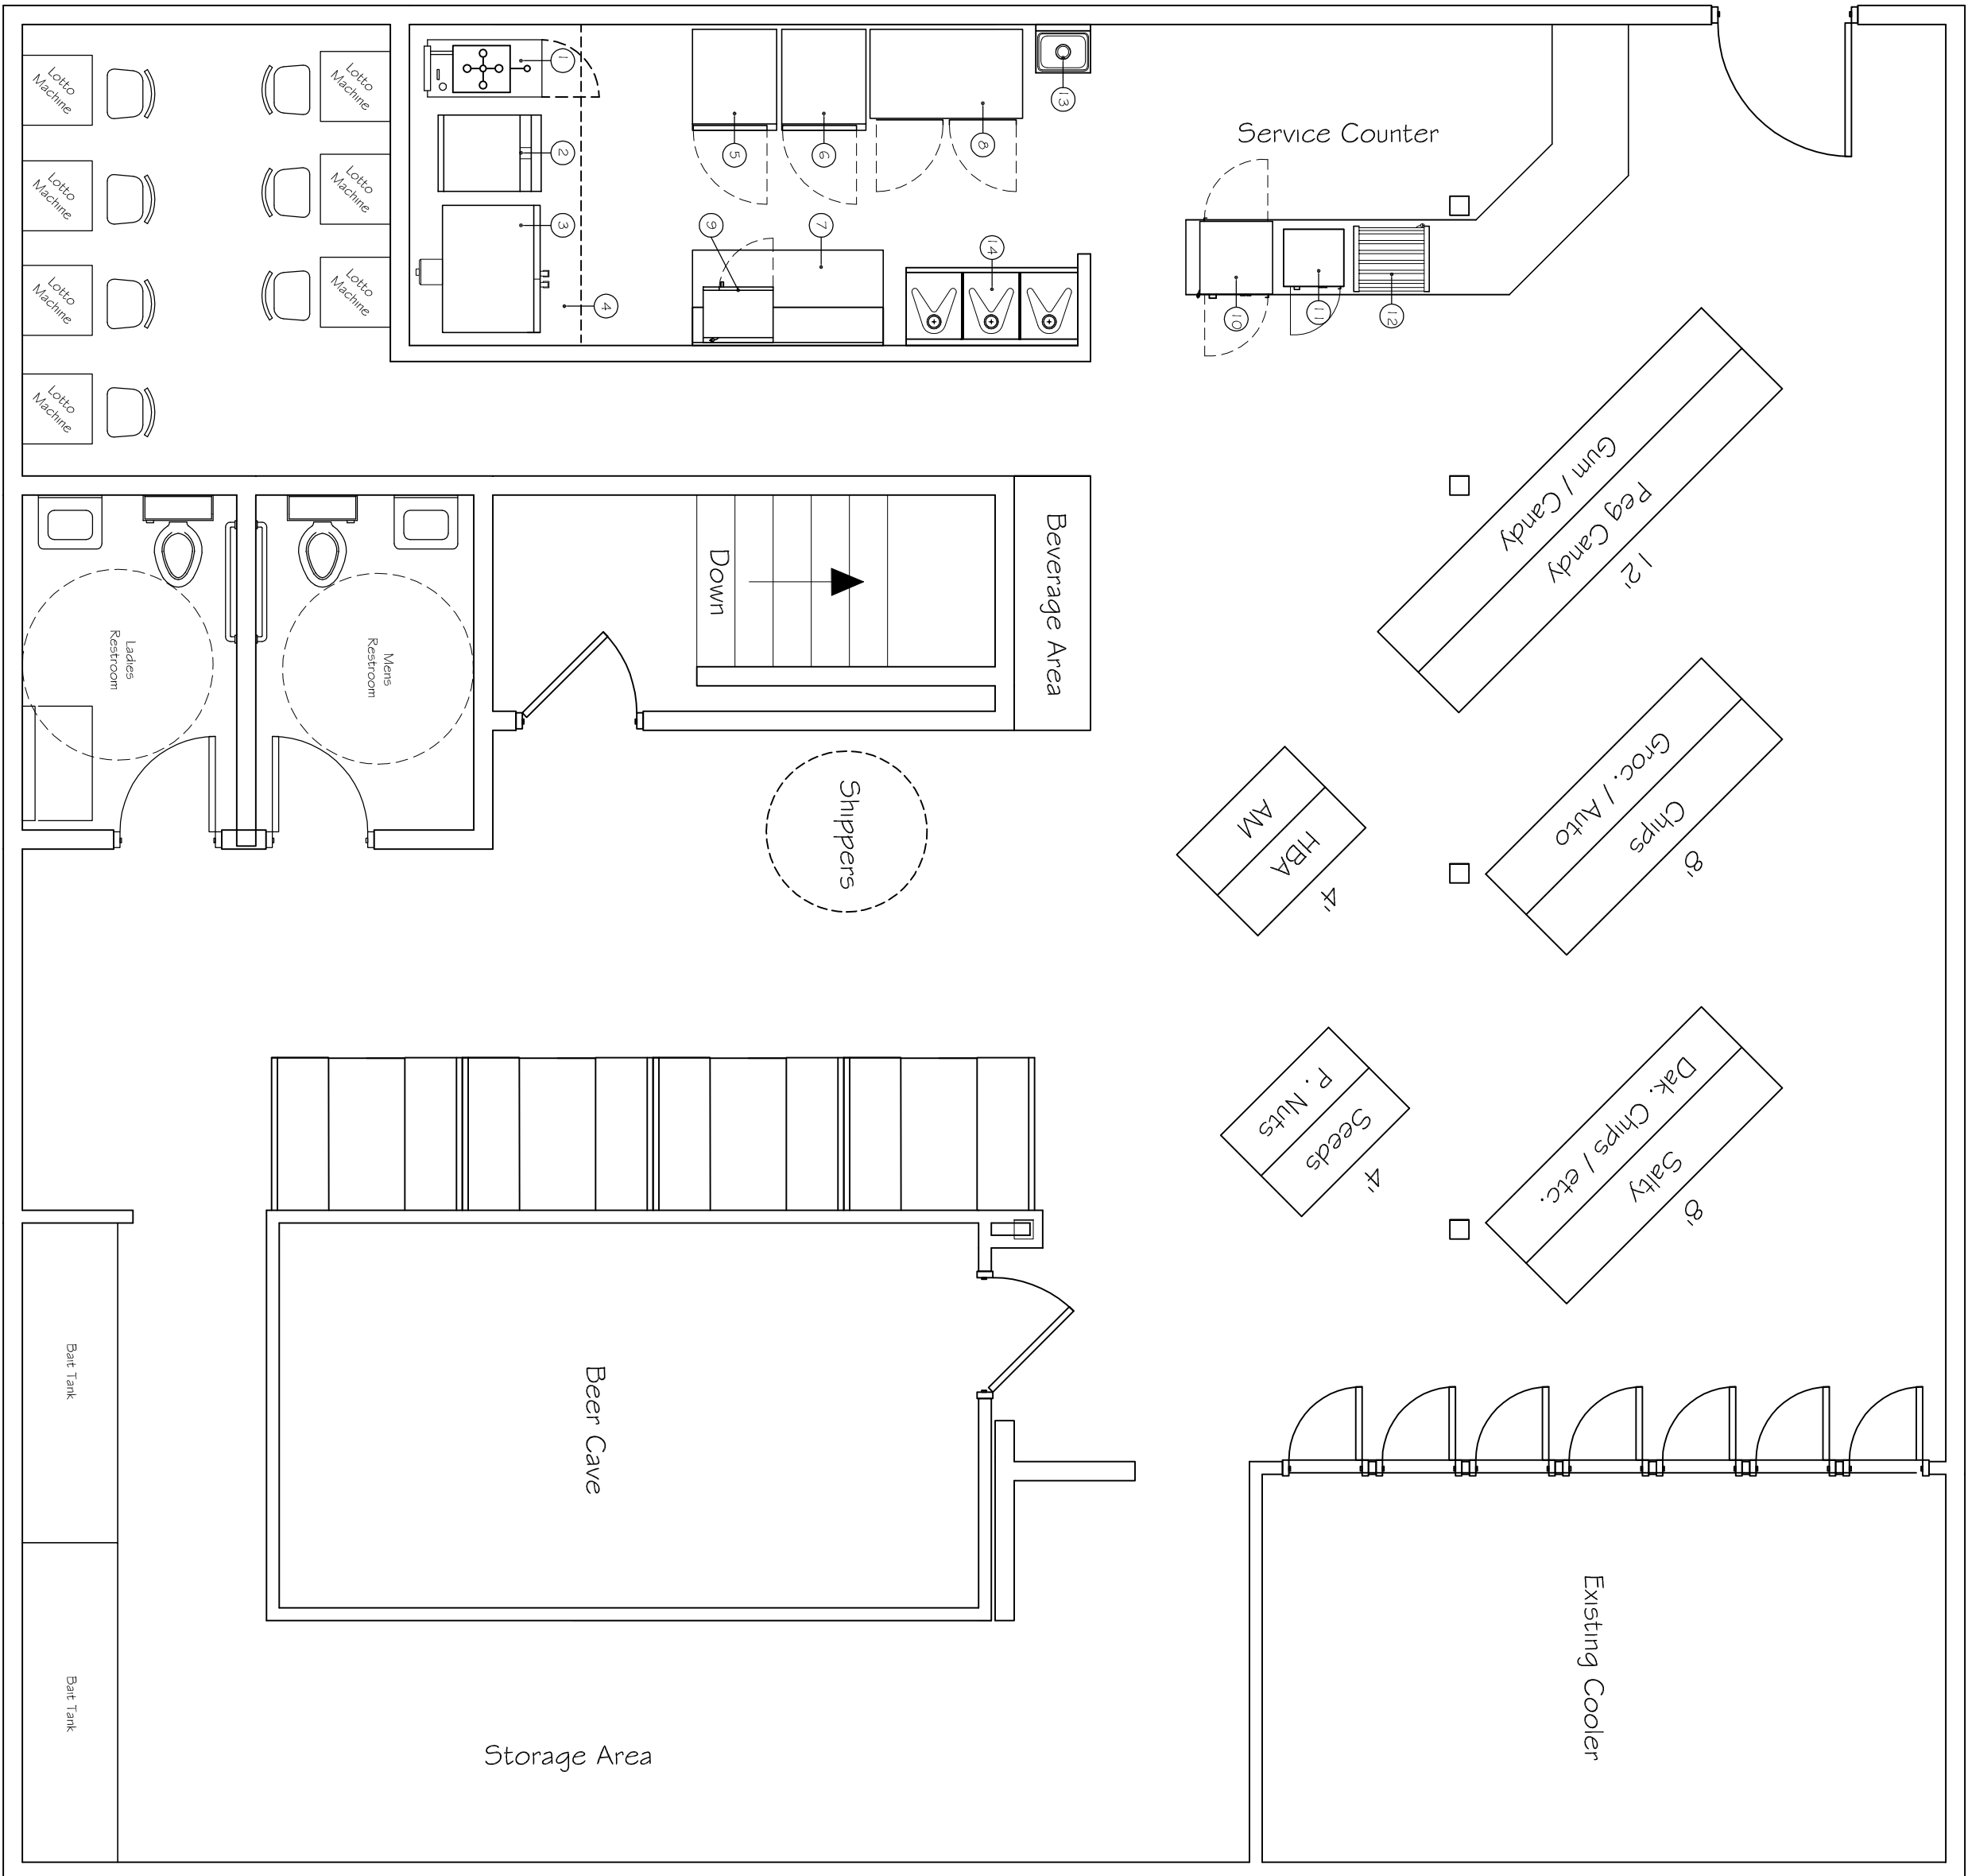 Lotto
Machine
Lotto
Machine
Lotto
Machine
Lotto
Machine
Lotto
Machine
Lotto
Machine
Lotto
Machine
1
2
3
4
5
6
8
13
9
7
14
Service Counter
10
11
12
Gum / Candy
Peg Candy
12'
Down
Beverage Area
Ladies
Restroom
Mens
Restroom
Shippers
AM
HBA
4'
Groc. / Auto
Chips
8'
P. Nuts
Seeds
4'
Dak. Chips / etc.
Salty
8'
Bait Tank
Beer Cave
Bait Tank
Existing Cooler
Storage Area